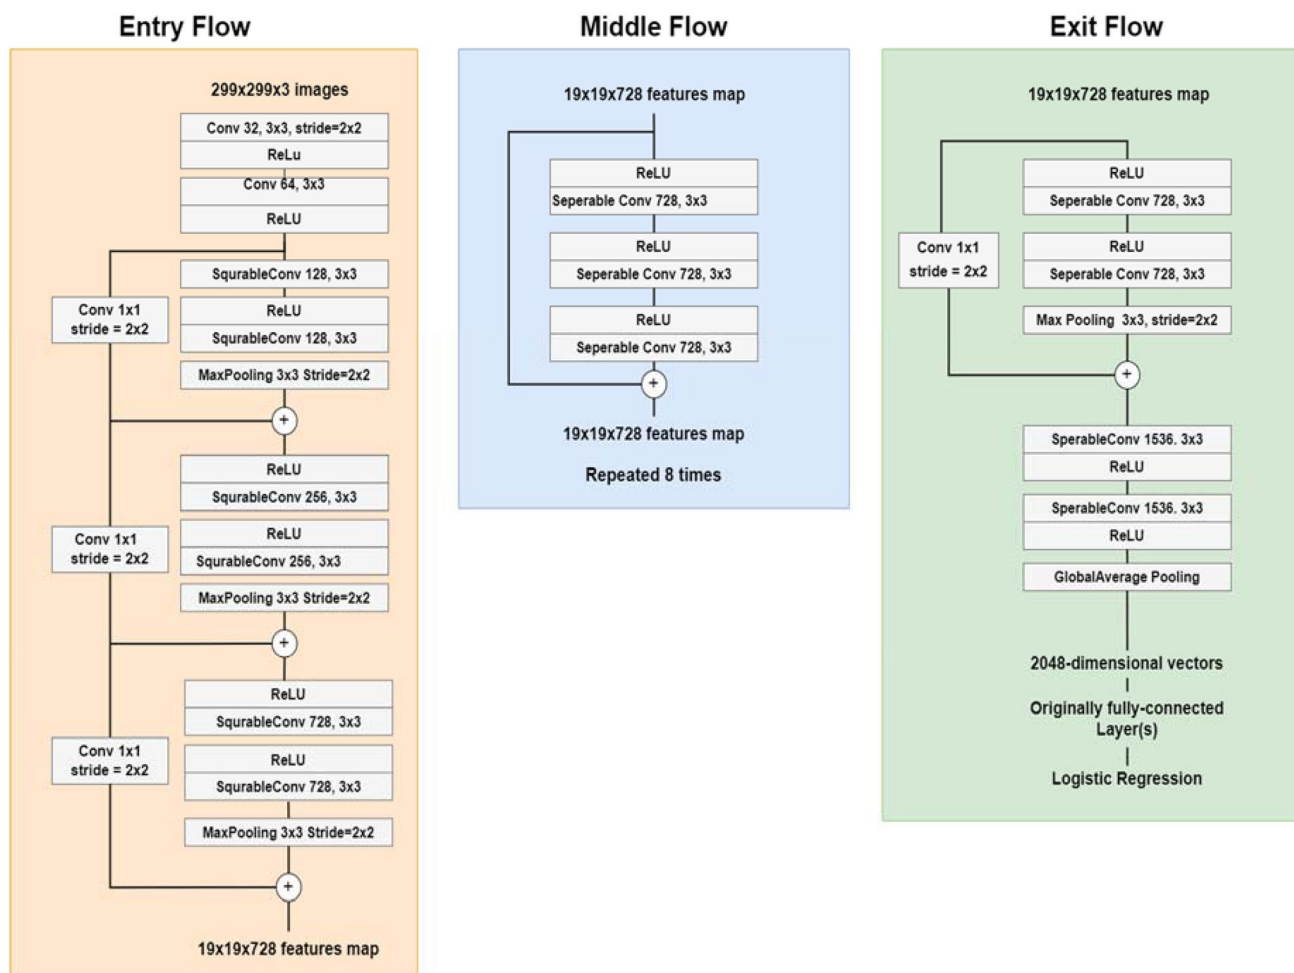 Entry Flow
299x299x3 images
Conv 32, 3x3, stride=2x2
ReLu
Conv 64, 3x3
ReLU
SqurableConv 128, 3x3
Conv 1x1
stride = 2x2
ReLU
SqurableConv 128, 3x3
MaxPooling 3x3 Stride=2x2
+
ReLU
SqurableConv 256, 3x3
Conv 1x1
stride = 2x2
ReLU
SqurableConv 256, 3x3
MaxPooling 3x3 Stride=2x2
+
ReLU
SqurableConv 728, 3x3
Conv 1x1
stride = 2x2
ReLU
SqurableConv 728, 3x3
MaxPooling 3x3 Stride=2x2
+
19x19x728 features map
Middle Flow
19x19x728 features map
ReLU
Seperable Conv 728, 3x3
ReLU
Seperable Conv 728, 3x3
ReLU
Seperable Conv 728, 3x3
+
19x19x728 features map
Repeated 8 times
Exit Flow
19x19x728 features map
ReLU
Seperable Conv 728, 3x3
Conv 1x1
stride = 2x2
ReLU
Seperable Conv 728, 3x3
Max Pooling 3x3, stride=2x2
+
SperableConv 1536. 3x3
ReLU
SperableConv 1536. 3x3
ReLU
GlobalAverage Pooling
2048-dimensional vectors
Originally fully-connected
Layer(s)
Logistic Regression